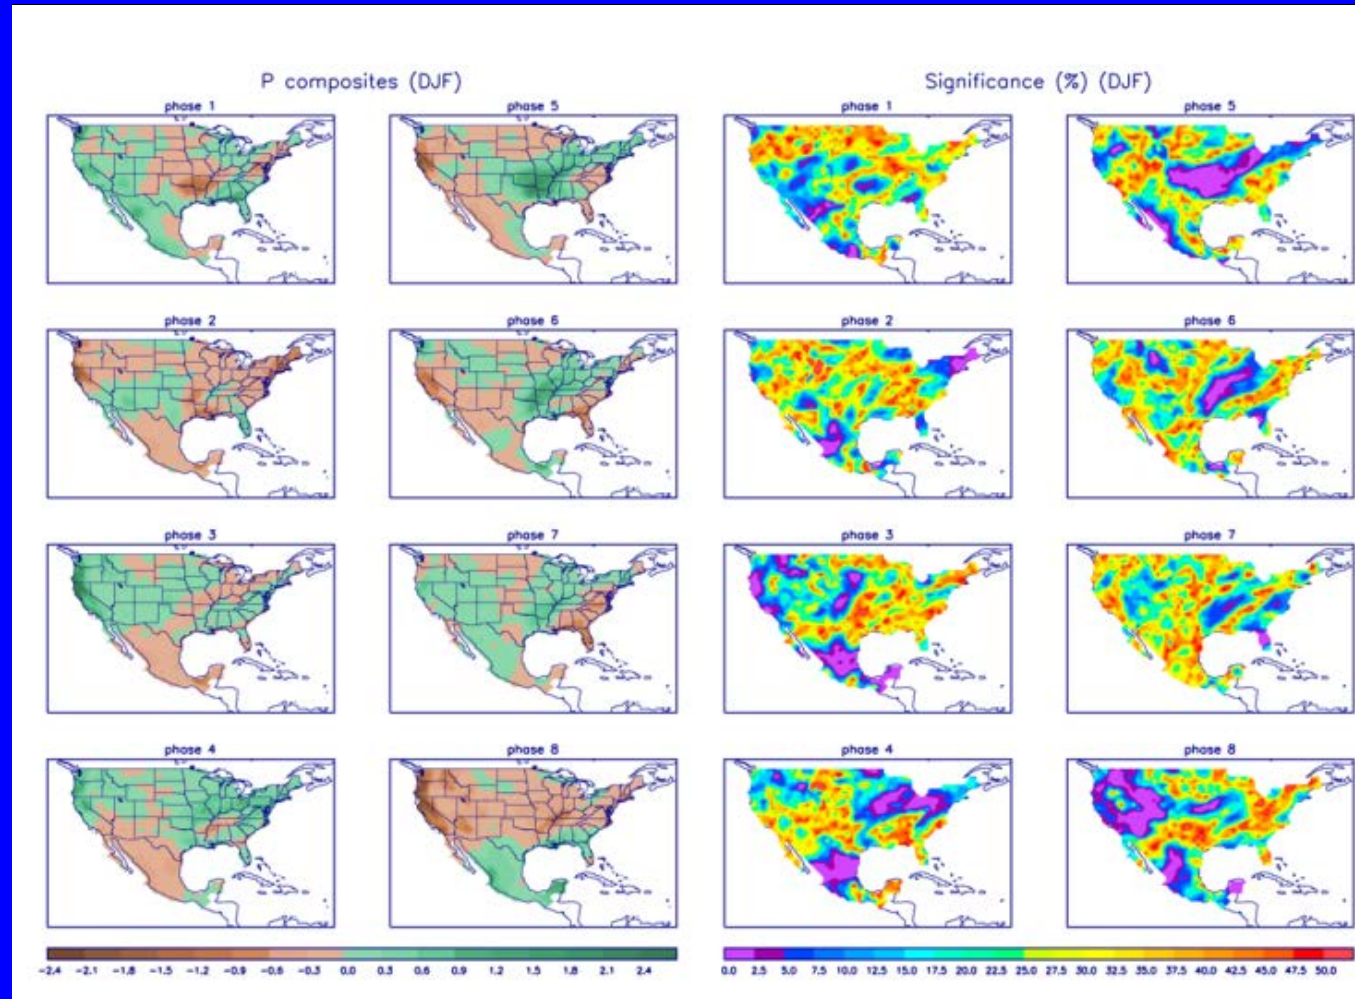 P composites (DJF)
Significance (%) (DJF)
phase 1
phase 5
phase 1
phase 5
phase 2
phase 6
phase 2
phase 6
phase 3
phase 7
phase 3
phase 7
phase 4
phase 8
phase 4
phase 8
−2.4 −2.1 −1.8 −1.5 −1.2 −0.9 −0.6 −0.3 0.0 0.3 0.6 0.9 1.2 1.5 1.8 2.1 2.4
0.0 2.5 5.0 7.5 10.0 12.5 15.0 17.5 20.0 22.5 25.0 27.5 30.0 32.5 35.0 37.5 40.0 42.5 45.0 47.5 50.0